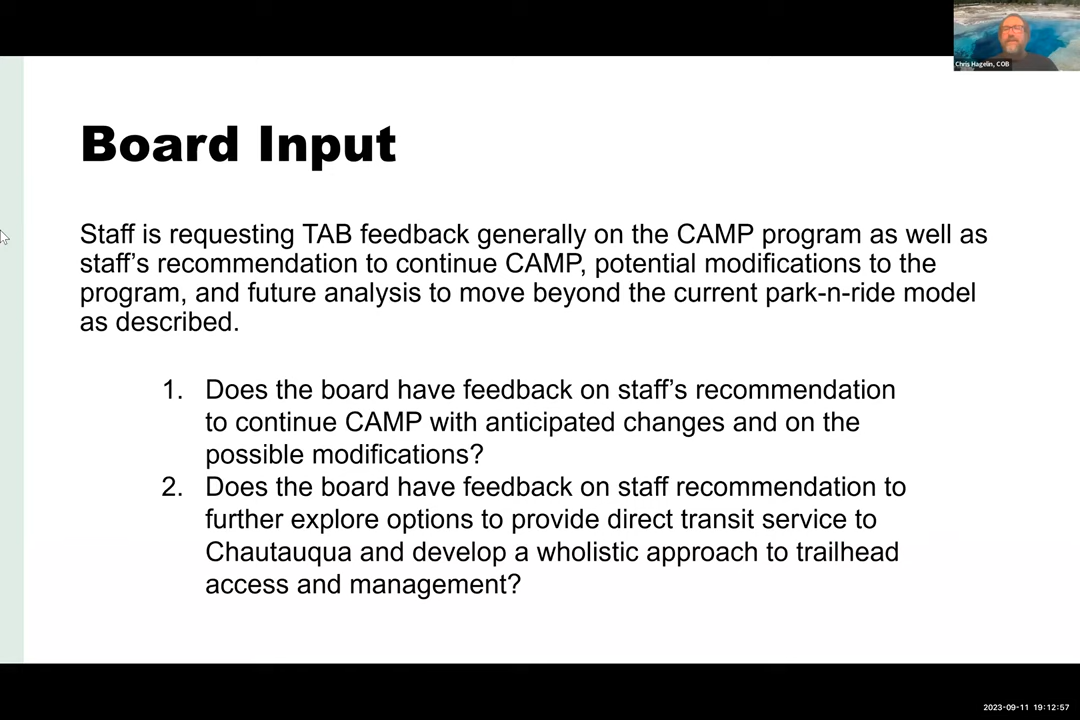 Chris Hagelin, COB
Board Input
Staff is requesting TAB feedback generally on the CAMP program as well as
staff’s recommendation to continue CAMP, potential modifications to the
program, and future analysis to move beyond the current park-n-ride model
as described.
1. Does the board have feedback on staff’s recommendation
to continue CAMP with anticipated changes and on the
possible modifications?
2. Does the board have feedback on staff recommendation to
further explore options to provide direct transit service to
Chautauqua and develop a wholistic approach to trailhead
access and management?
2023-09-11 19:12:57